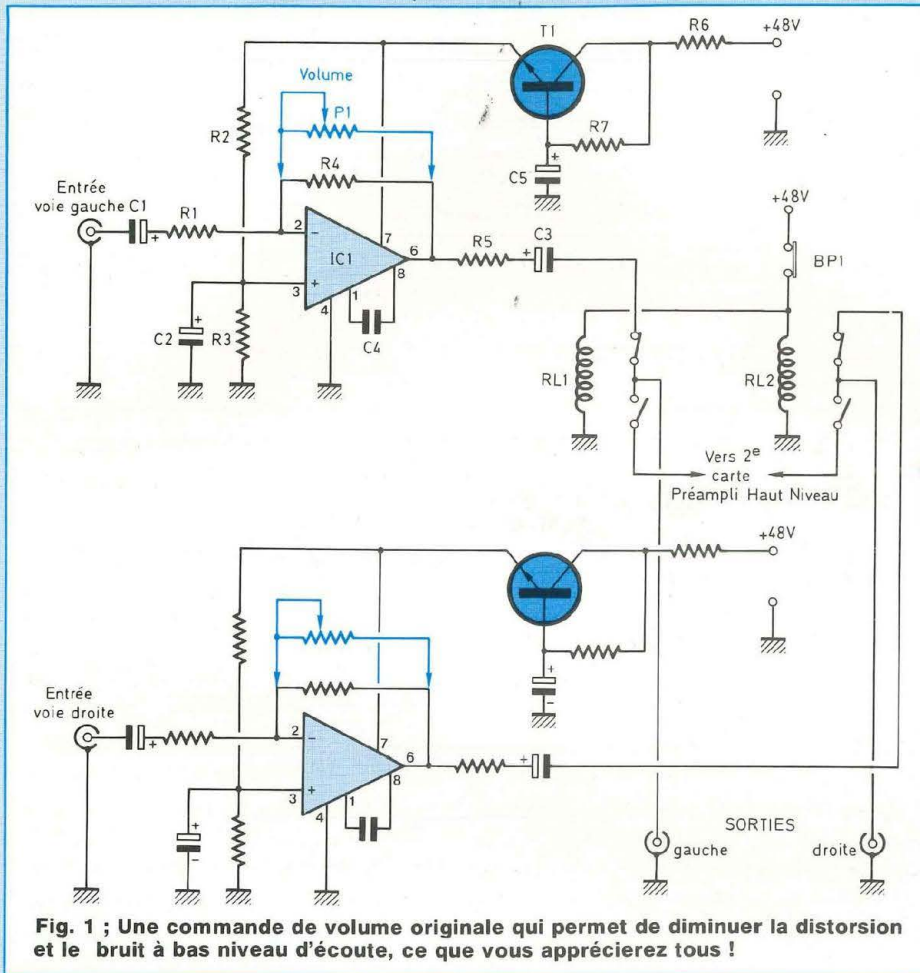 T1
R6
+48V
Volume
P1
R2
R7
R4
C5
Entrée
voie gauche C1
R1
2
−
7
+48V
C3
IC1
6
R5
+
BP1
8
3
+
1
4
C2
R3
C4
RL1
RL2
Vers 2e
carte
Préampli Haut Niveau
+48V
Entrée
voie droite
2
−
7
6
8
3
+
1
4
SORTIES
gauche
droite
Fig. 1 ; Une commande de volume originale qui permet de diminuer la distorsion
et le bruit à bas niveau d'écoute, ce que vous apprécierez tous !